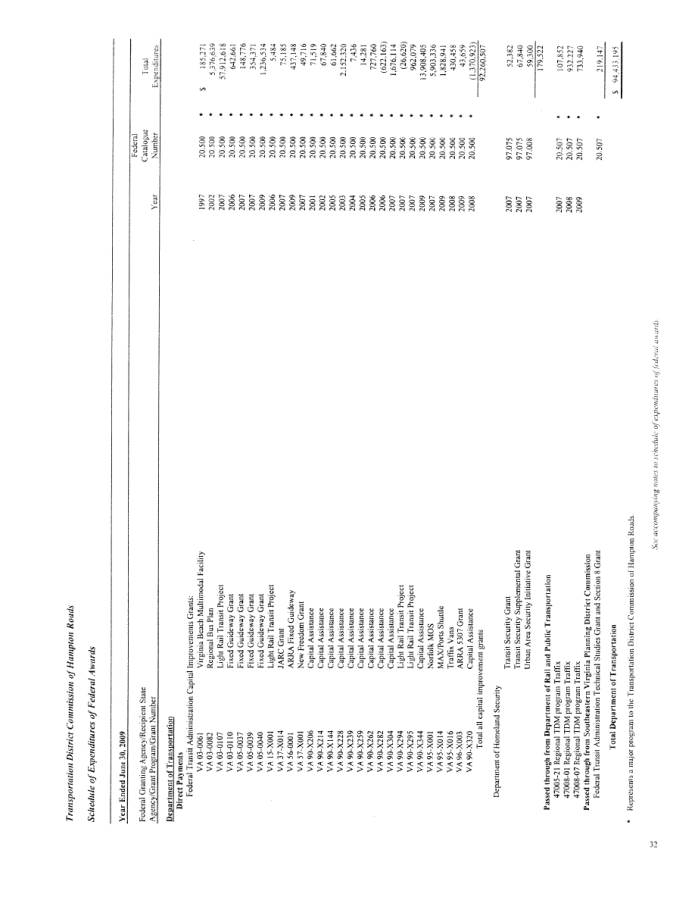 Transportation District Commission of Hampton Roads
Schedule of Expenditures of Federal Awards
Year Ended June 30, 2009
Federal
Federal Granting Agency/Recipient State Catalogue Total
Agency/Grant Program/Grant Number Year Number Expenditures
Department of Transportation
Direct Payments
Federal Transit Administration Capital Improvements Grants:
VA 03-0061 Virginia Beach Multimodal Facility 1997 20.500 * $ 185,271
VA 03-0082 Regional Bus Plan 2002 20.500 * 5,376,639
VA 03-0107 Light Rail Transit Project 2007 20.500 * 57,912,618
VA 03-0110 Fixed Guideway Grant 2006 20.500 * 642,661
VA 05-0037 Fixed Guideway Grant 2007 20.500 * 148,776
VA 05-0039 Fixed Guideway Grant 2007 20.500 * 354,371
VA 05-0040 Fixed Guideway Grant 2009 20.500 * 1,236,534
VA 15-X001 Light Rail Transit Project 2006 20.500 * 5,484
VA 37-X014 JARC Grant 2007 20.500 * 75,185
VA 56-0001 ARRA Fixed Guideway 2009 20.500 * 437,148
VA 57-X001 New Freedom Grant 2007 20.500 * 49,716
VA 90-X206 Capital Assistance 2001 20.500 * 71,519
VA 90-X214 Capital Assistance 2002 20.500 * 67,840
VA 90-X144 Capital Assistance 2005 20.500 * 61,662
VA 90-X228 Capital Assistance 2003 20.500 * 2,152,320
VA 90-X239 Capital Assistance 2004 20.500 * 7,436
VA 90-X259 Capital Assistance 2005 20.500 * 14,281
VA 90-X262 Capital Assistance 2006 20.500 * 727,760
VA 90-X282 Capital Assistance 2006 20.500 * (622,163)
VA 90-X304 Capital Assistance 2007 20.500 * 1,676,114
VA 90-X294 Light Rail Transit Project 2007 20.500 * (26,620)
VA 90-X295 Light Rail Transit Project 2007 20.500 * 962,079
VA 90-X344 Capital Assistance 2009 20.500 * 13,908,405
VA 95-X001 Norfolk MOS 2007 20.500 * 5,903,336
VA 95-X014 MAX/Ports Shuttle 2009 20.500 * 1,828,941
VA 95-X016 Traffix Vans 2008 20.500 * 430,458
VA 96-X003 ARRA 5307 Grant 2009 20.500 * 43,659
VA 90-X320 Capital Assistance 2008 20.500 * (1,370,923)
Total all capital improvement grants 92,260,507
Department of Homeland Security
Transit Security Grant 2007 97.075 52,382
Transit Security Supplemental Grant 2007 97.075 67,840
Urban Area Security Initiative Grant 2007 97.008 59,300
179,522
Passed through from Department of Rail and Public Transportation
47005-21 Regional TDM program Traffix 2007 20.507 * 107,852
47008-01 Regional TDM program Traffix 2008 20.507 * 932,227
47008-07 Regional TDM program Traffix 2009 20.507 * 733,940
Passed through from Southeastern Virginia Planning District Commission
Federal Transit Administration Technical Studies Grant and Section 8 Grant 20.507 * 219,147
Total Department of Transportation $ 94,433,195
* Represents a major program to the Transportation District Commission of Hampton Roads
See accompanying notes to schedule of expenditures of federal awards
32